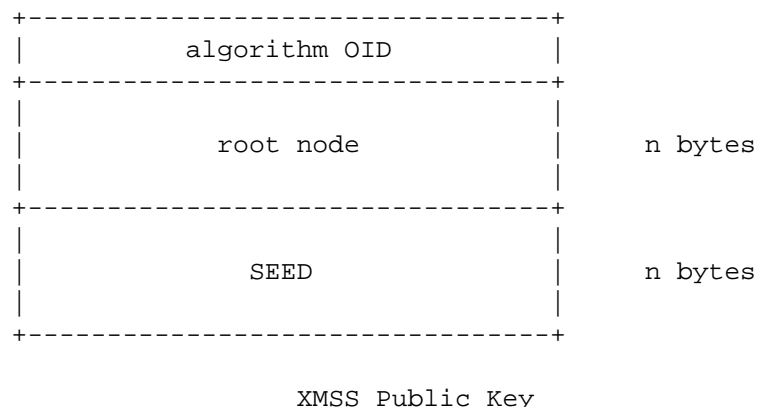 algorithm OID
root node n bytes
SEED n bytes
XMSS Public Key